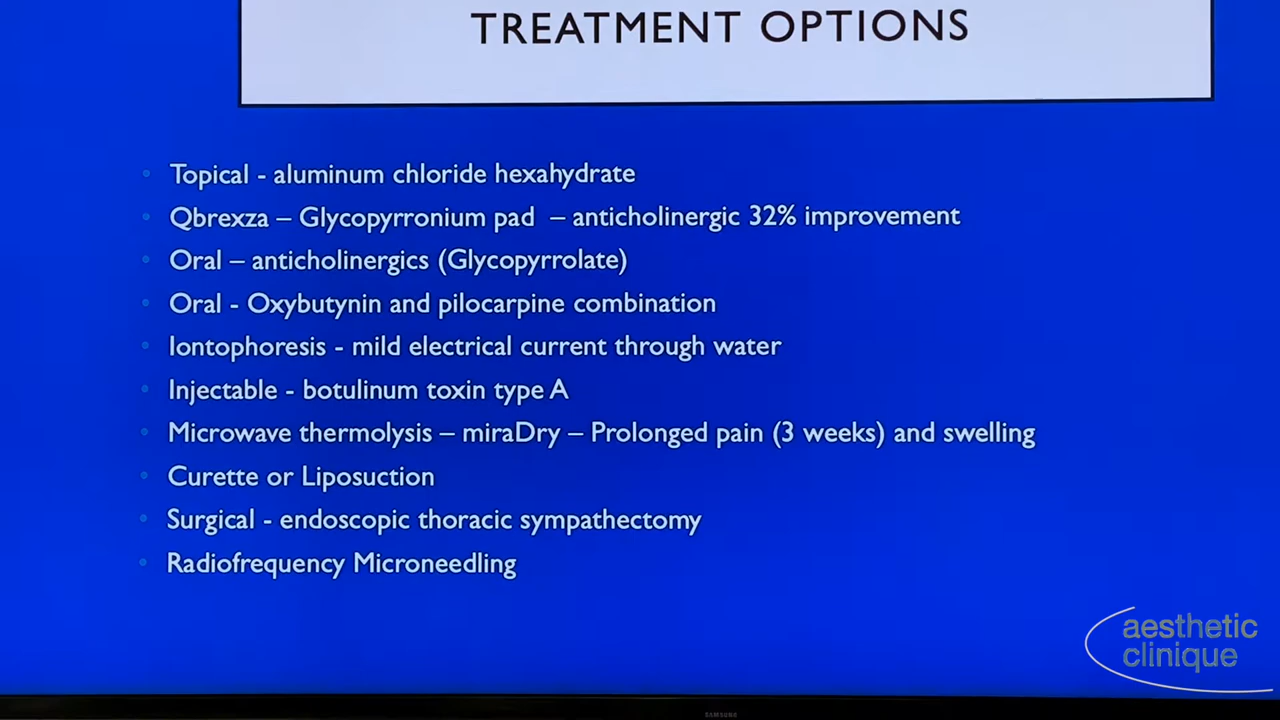 TREATMENT OPTIONS
Topical - aluminum chloride hexahydrate
Qbrexza – Glycopyrronium pad – anticholinergic 32% improvement
Oral – anticholinergics (Glycopyrrolate)
Oral - Oxybutynin and pilocarpine combination
Iontophoresis - mild electrical current through water
Injectable - botulinum toxin type A
Microwave thermolysis – miraDry – Prolonged pain (3 weeks) and swelling
Curette or Liposuction
Surgical - endoscopic thoracic sympathectomy
Radiofrequency Microneedling
aesthetic
clinique
SAMSUNG